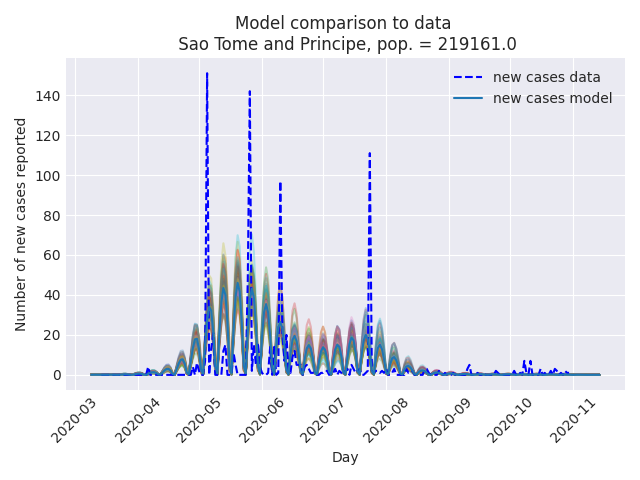 Model comparison to data
Sao Tome and Principe, pop. = 219161.0
new cases data
new cases model
Number of new cases reported
140
120
100
80
60
40
20
0
2020-03
2020-04
2020-05
2020-06
2020-07
2020-08
2020-09
2020-10
2020-11
Day